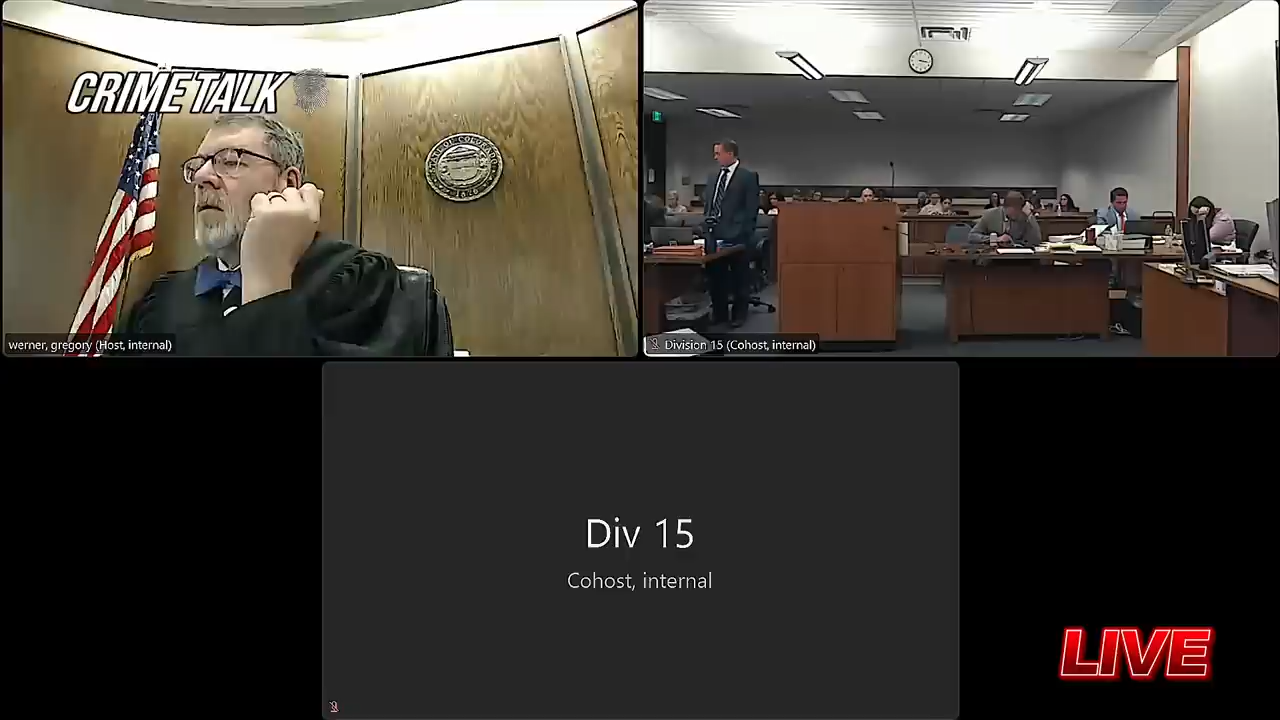 CRIME TALK
werner, gregory (Host, internal)
Division 15 (Cohost, internal)
Div 15
Cohost, internal
LIVE